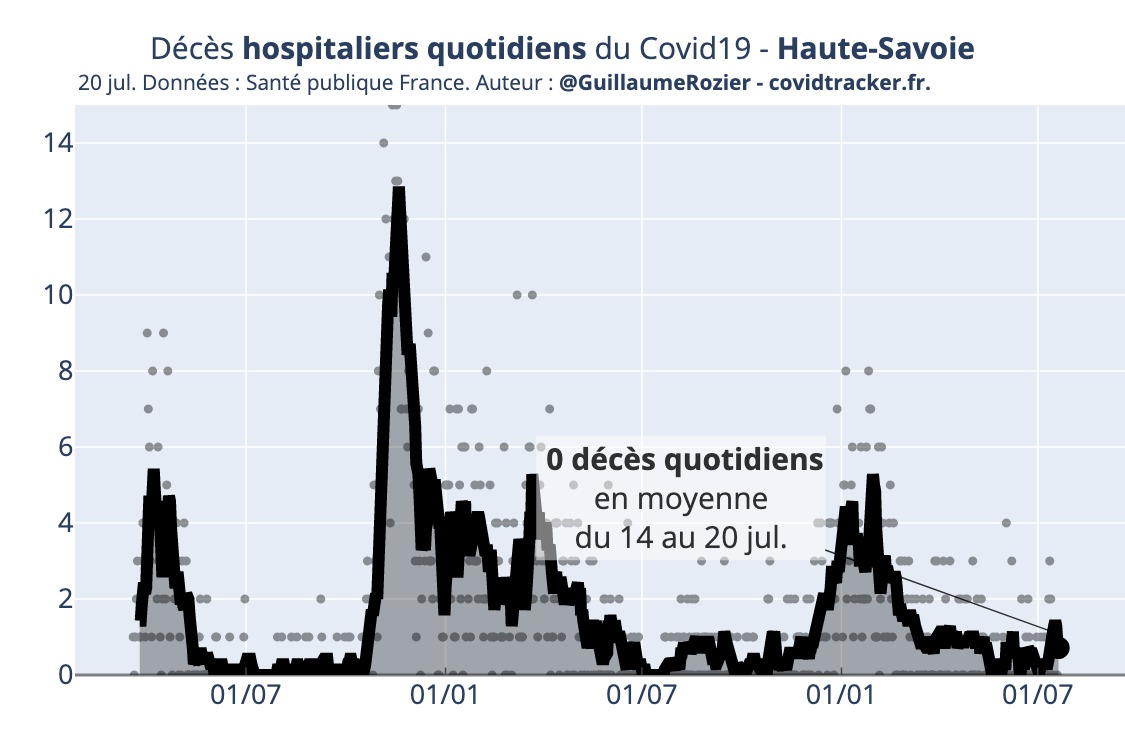 Décès hospitaliers quotidiens du Covid19 - Haute-Savoie
20 jul. Données : Santé publique France. Auteur : @GuillaumeRozier - covidtracker.fr.
14
12
10
8
6
4
2
0
0 décès quotidiens
en moyenne
du 14 au 20 jul.
01/07 01/01 01/07 01/01 01/07